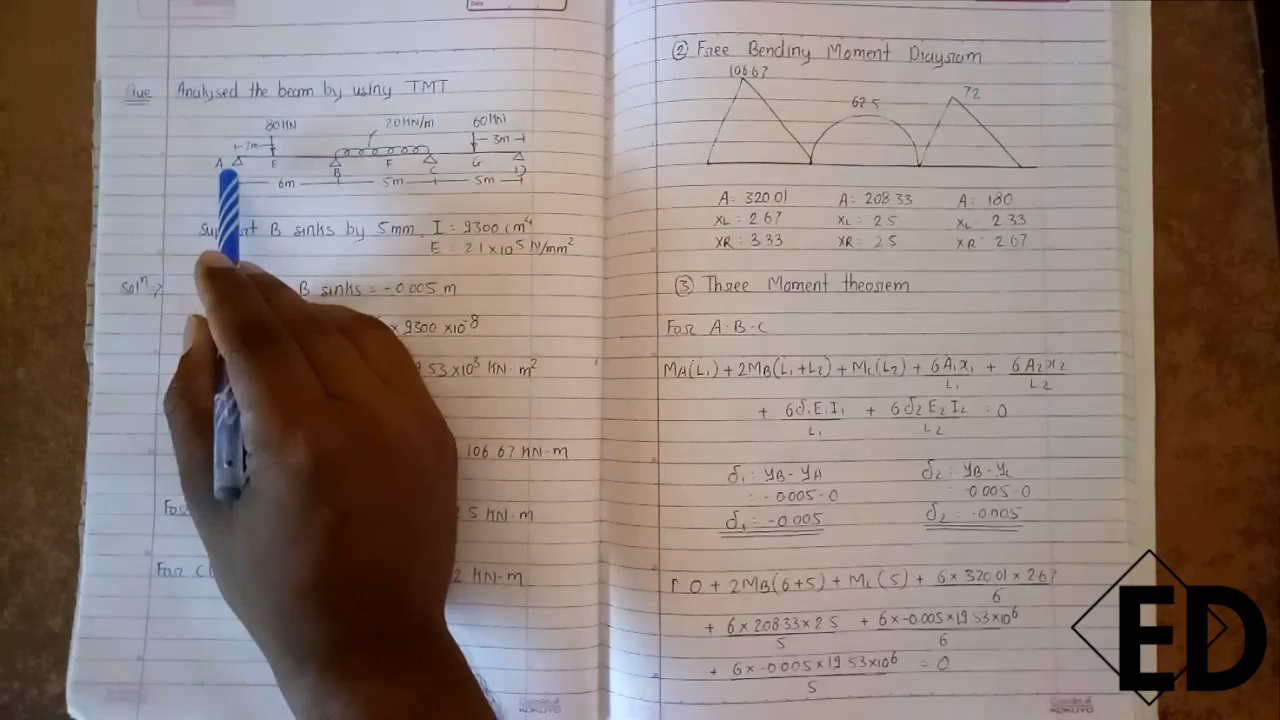 Que Analysed the beam by using TMT
80KN 20KN/m 60KN
2m 3m
A E B F C G D
6m 5m 5m
B sinks by 5mm, I = 9300 cm⁴
E = 2.1 × 10⁵ N/mm²
Solⁿ B sinks = -0.005 m
× 9300 × 10⁻⁸
53 × 10³ KN·m²
106.67 KN·m
5 KN·m
For C 2 KN·m
② Free Bending Moment Diagram
106.67 62.5 72
A = 320.01 A = 208.33 A = 180
XL = 2.67 XL = 2.5 XL = 2.33
XR = 3.33 XR = 2.5 XR = 2.67
③ Three Moment theorem
For A-B-C
MA(L₁) + 2MB(L₁+L₂) + MC(L₂) + 6A₁x₁/L₁ + 6A₂x₂/L₂
+ 6δ₁E₁I₁/L₁ + 6δ₂E₂I₂/L₂ = 0
δ₁ = yB - yA δ₂ = yB - yC
= -0.005-0 = -0.005-0
δ₁ = -0.005 δ₂ = -0.005
0 + 2MB(6+5) + MC(5) + 6 × 320.01 × 2.67/6
+ 6 × 208.33 × 2.5/5 + 6 × -0.005 × 19.53 × 10⁶/6
+ 6 × -0.005 × 19.53 × 10⁶/5 = 0
ED